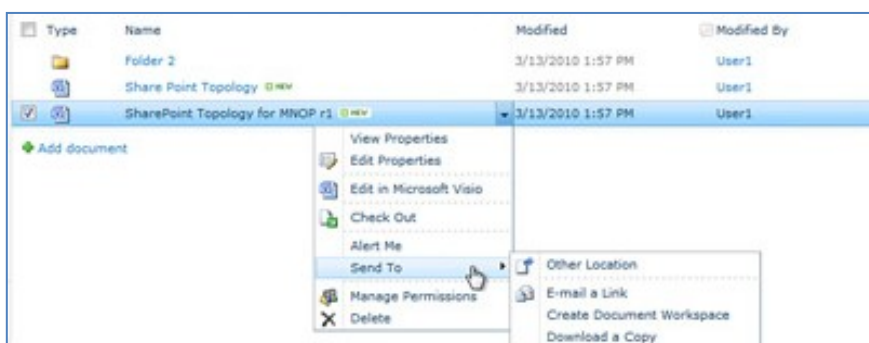 Type Name Modified Modified By
Folder 2 3/13/2010 1:57 PM User1
Share Point Topology NEW 3/13/2010 1:57 PM User1
SharePoint Topology for MNOP r1 NEW 3/13/2010 1:57 PM User1
Add document
View Properties
Edit Properties
Edit in Microsoft Visio
Check Out
Alert Me
Send To
Manage Permissions
Delete
Other Location
E-mail a Link
Create Document Workspace
Download a Copy